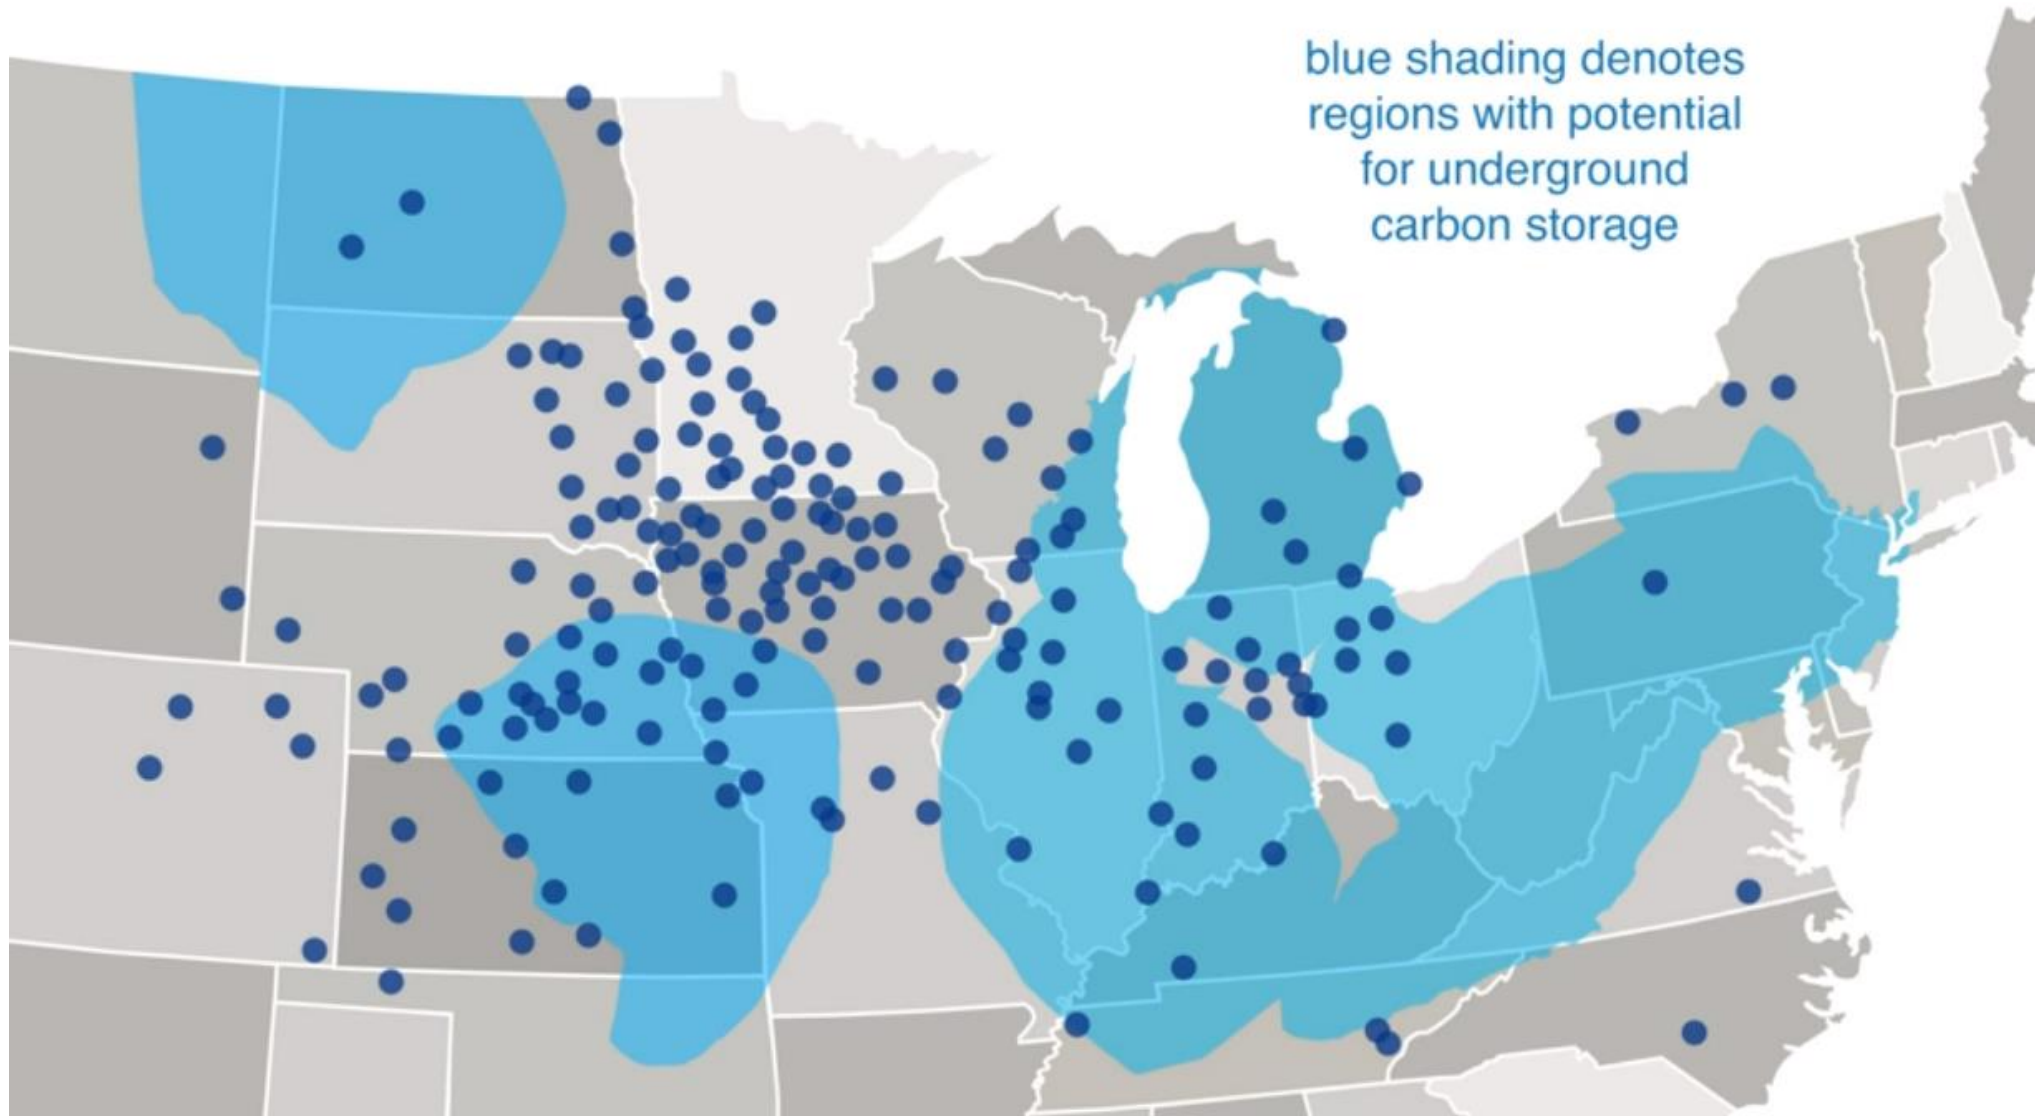 blue shading denotes
regions with potential
for underground
carbon storage